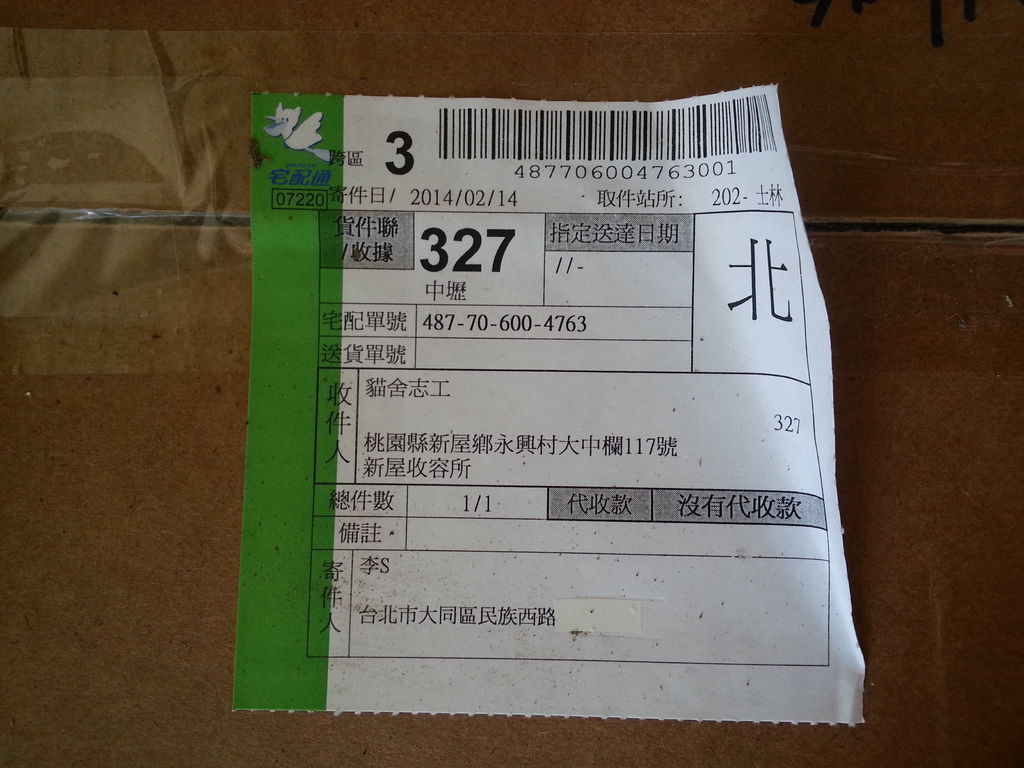 跨區 3
487706004763001
宅配通
07220
寄件日/ 2014/02/14 取件站所: 202- 士林
貨件聯
/收據
327
中壢
指定送達日期
//-
北
宅配單號 487-70-600-4763
送貨單號
收件人
貓舍志工
327
桃園縣新屋鄉永興村大中欄117號
新屋收容所
總件數 1/1 代收款 沒有代收款
備註
寄件人
李S
台北市大同區民族西路